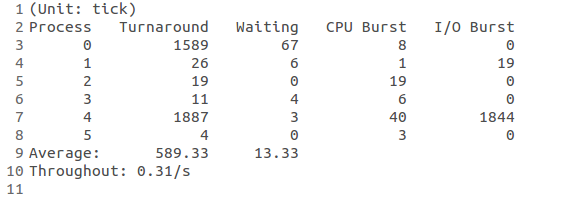 1 (Unit: tick)
2 Process Turnaround Waiting CPU Burst I/O Burst
3 0 1589 67 8 0
4 1 26 6 1 19
5 2 19 0 19 0
6 3 11 4 6 0
7 4 1887 3 40 1844
8 5 4 0 3 0
9 Average: 589.33 13.33
10 Throughout: 0.31/s
11